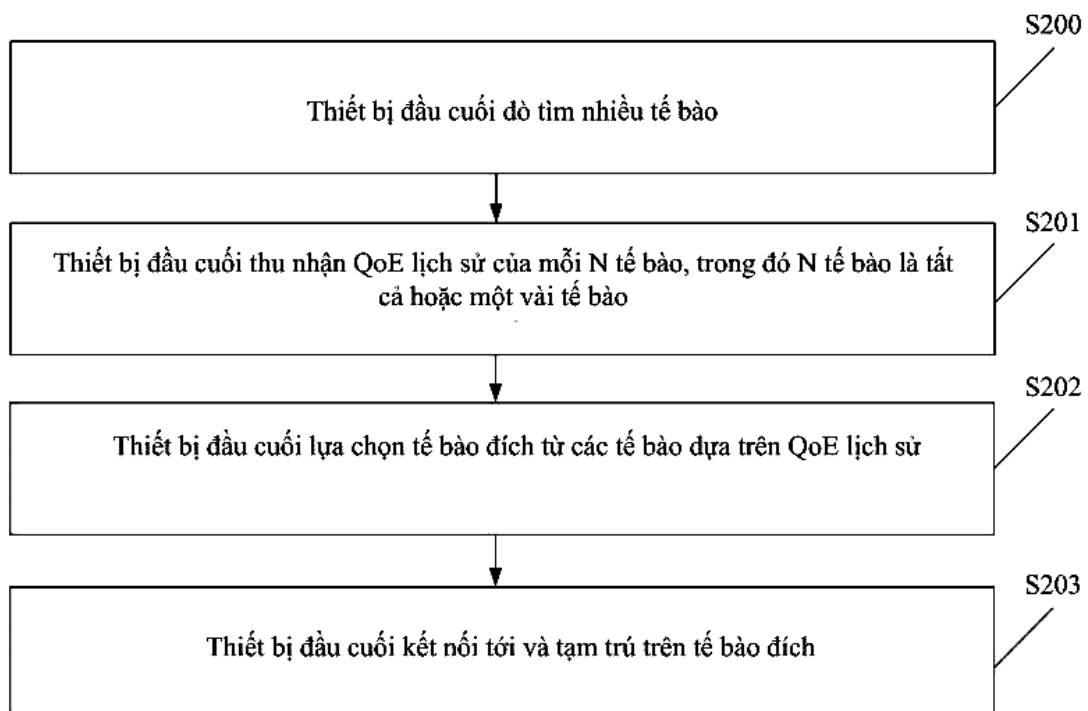 S200
Thiết bị đầu cuối dò tìm nhiều tế bào
S201
Thiết bị đầu cuối thu nhận QoE lịch sử của mỗi N tế bào, trong đó N tế bào là tất
cả hoặc một vài tế bào
S202
Thiết bị đầu cuối lựa chọn tế bào đích từ các tế bào dựa trên QoE lịch sử
S203
Thiết bị đầu cuối kết nối tới và tạm trú trên tế bào đích